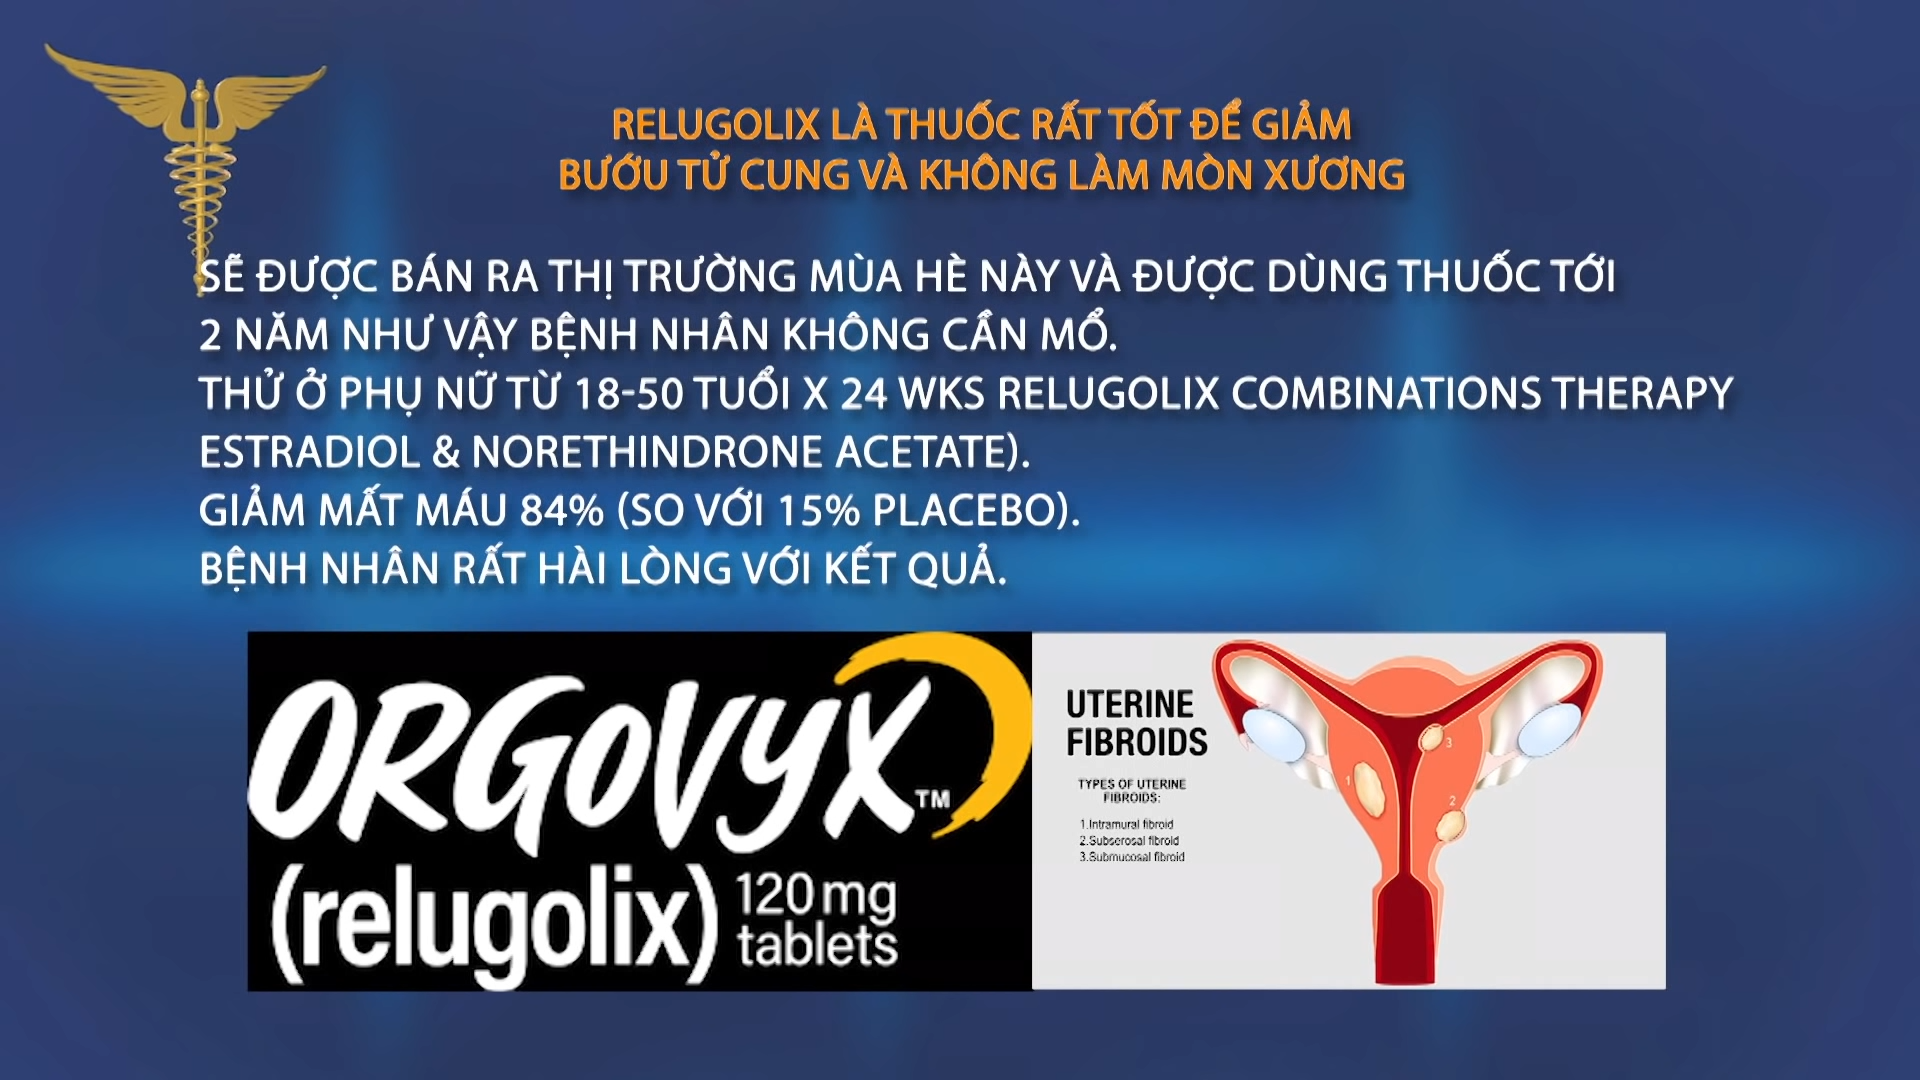 RELUGOLIX LÀ THUỐC RẤT TỐT ĐỂ GIẢM
BƯỚU TỬ CUNG VÀ KHÔNG LÀM MÒN XƯƠNG
SẼ ĐƯỢC BÁN RA THỊ TRƯỜNG MÙA HÈ NÀY VÀ ĐƯỢC DÙNG THUỐC TỚI
2 NĂM NHƯ VẬY BỆNH NHÂN KHÔNG CẦN MỔ.
THỬ Ở PHỤ NỮ TỪ 18-50 TUỔI X 24 WKS RELUGOLIX COMBINATIONS THERAPY
ESTRADIOL & NORETHINDRONE ACETATE).
GIẢM MẤT MÁU 84% (SO VỚI 15% PLACEBO).
BỆNH NHÂN RẤT HÀI LÒNG VỚI KẾT QUẢ.
ORGOVYX™
(relugolix) 120 mg
tablets
UTERINE
FIBROIDS
TYPES OF UTERINE
FIBROIDS:
1.Intramural fibroid
2.Subserosal fibroid
3.Submucosal fibroid
1
2
3